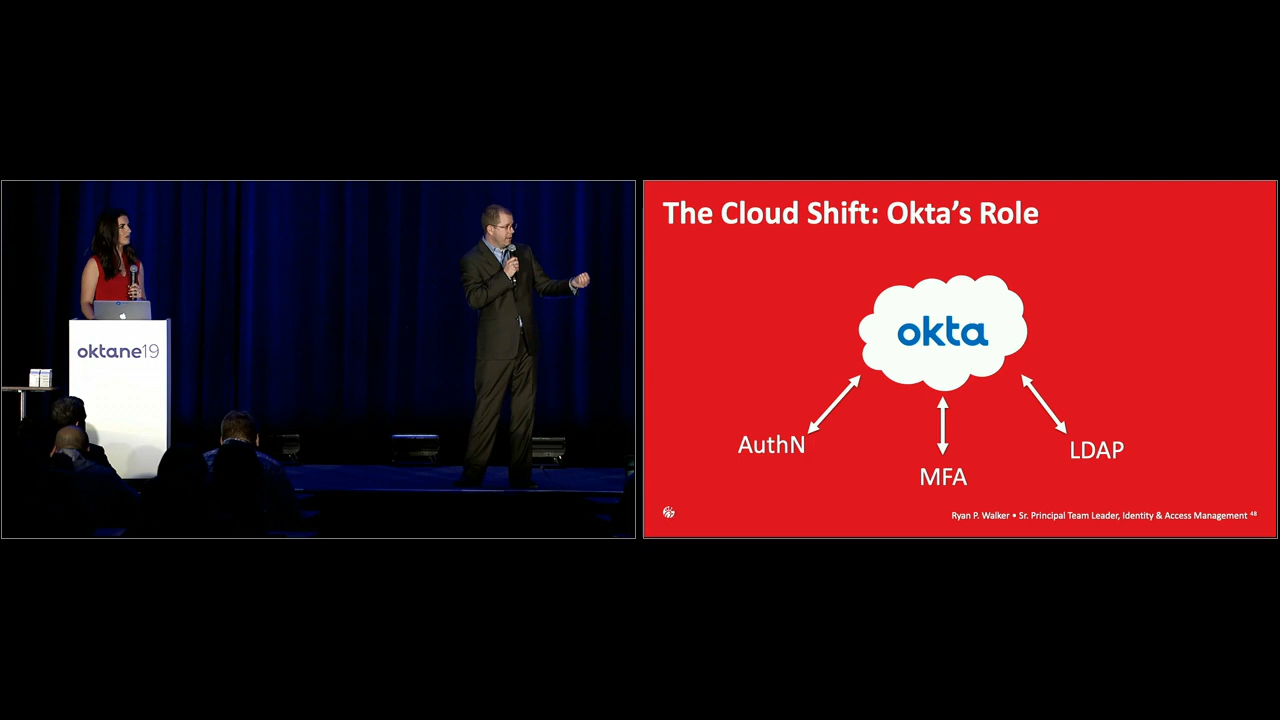 oktane19
The Cloud Shift: Okta’s Role
okta
AuthN
MFA
LDAP
Ryan P. Walker • Sr. Principal Team Leader, Identity & Access Management 48